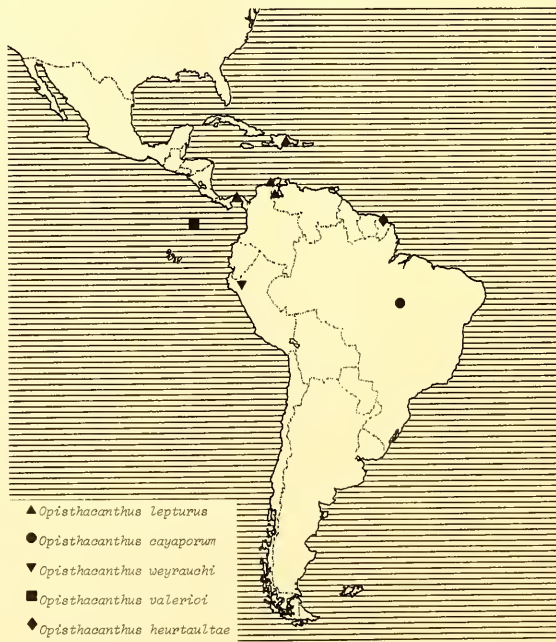 Opisthacanthus lepturus
Opisthacanthus cayaporum
Opisthacanthus weyrauchi
Opisthacanthus valerioi
Opisthacanthus heurtaultae